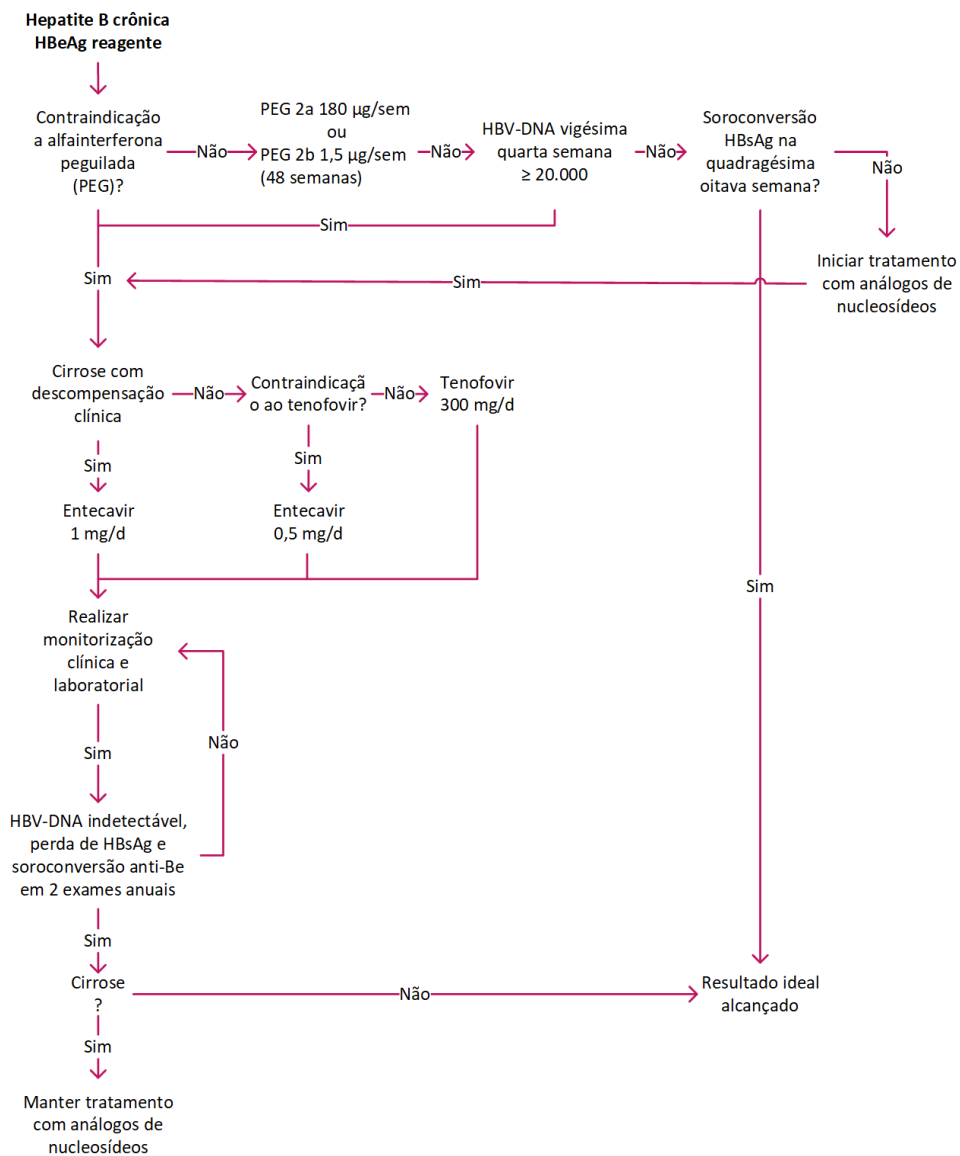 Hepatite B crônica
HBeAg reagente
Contraindicação
a alfainterferona
peguilada
(PEG)?
Não
PEG 2a 180 µg/sem
ou
PEG 2b 1,5 µg/sem
(48 semanas)
Não
HBV-DNA vigésima
quarta semana
≥ 20.000
Não
Soroconversão
HBsAg na
quadragésima
oitava semana?
Não
Sim
Sim
Sim
Iniciar tratamento
com análogos de
nucleosídeos
Cirrose com
descompensação
clínica
Não
Contraindicaçã
o ao tenofovir?
Não
Tenofovir
300 mg/d
Sim
Sim
Entecavir
1 mg/d
Entecavir
0,5 mg/d
Sim
Realizar
monitorização
clínica e
laboratorial
Não
Sim
HBV-DNA indetectável,
perda de HBsAg e
soroconversão anti-Be
em 2 exames anuais
Sim
Cirrose
?
Não
Resultado ideal
alcançado
Sim
Manter tratamento
com análogos de
nucleosídeos